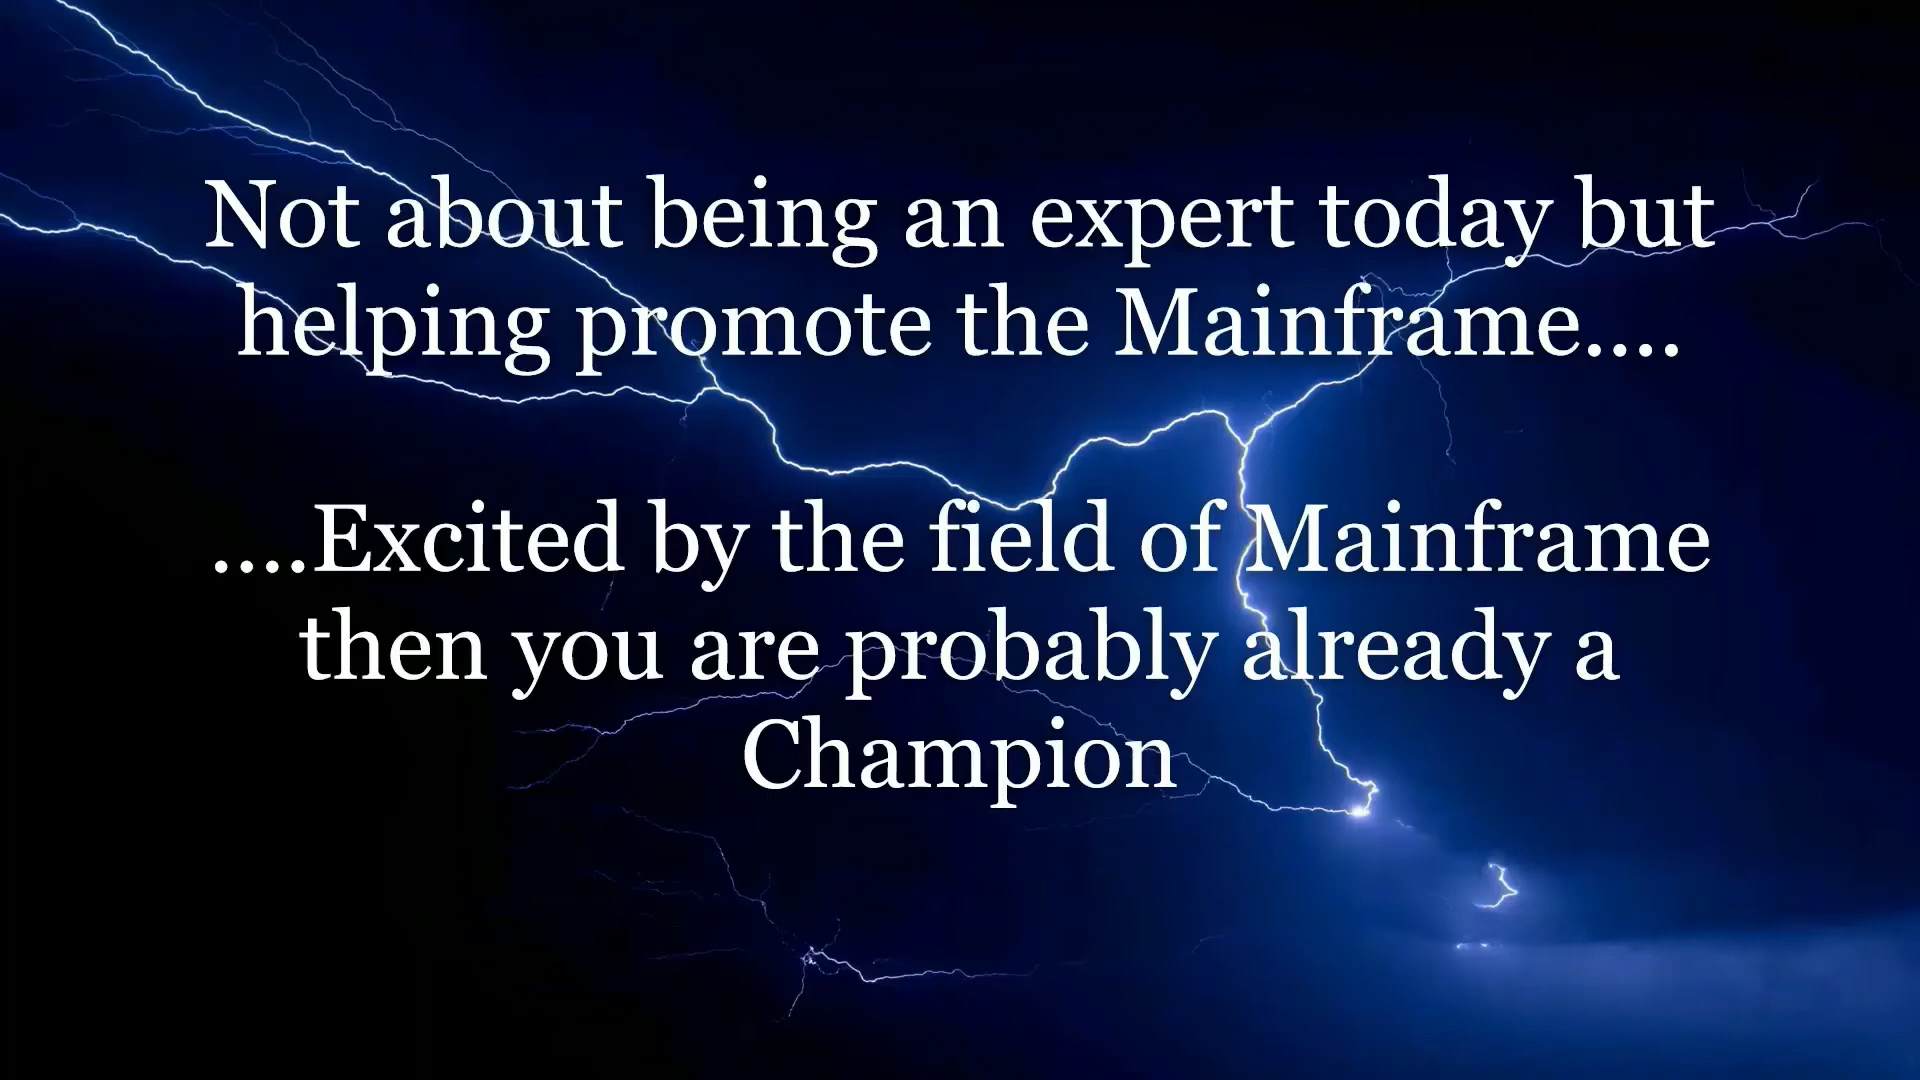 Not about being an expert today but
helping promote the Mainframe....
....Excited by the field of Mainframe
then you are probably already a
Champion